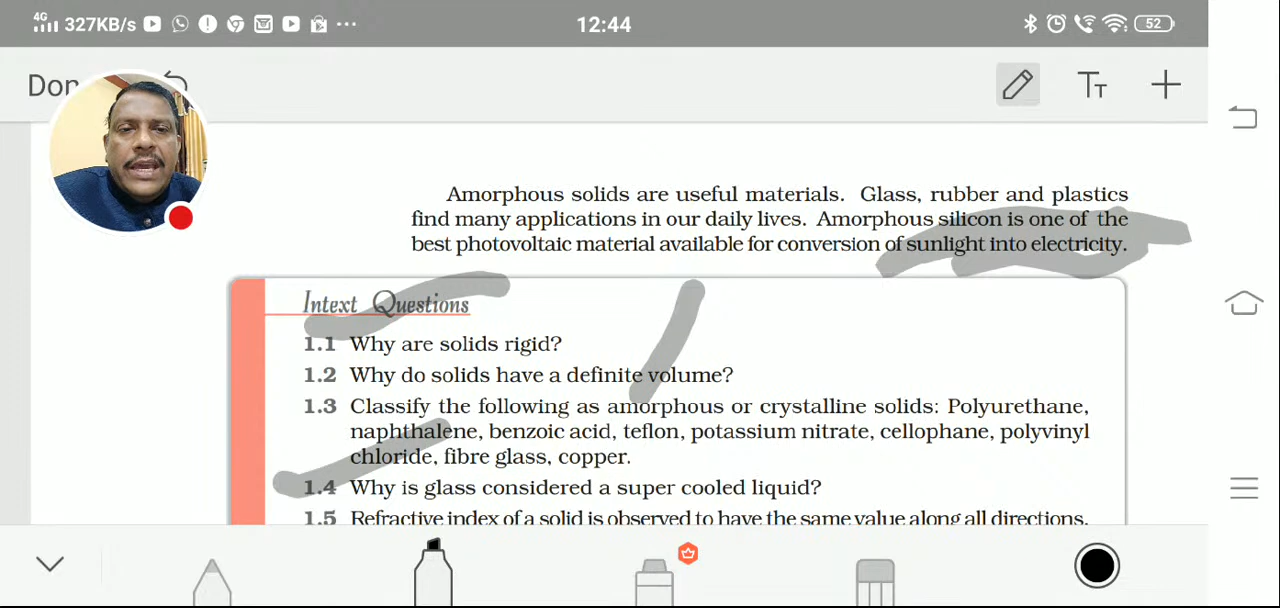 4G 327KB/s 12:44 52
Don
Amorphous solids are useful materials. Glass, rubber and plastics
find many applications in our daily lives. Amorphous silicon is one of the
best photovoltaic material available for conversion of sunlight into electricity.
Intext Questions
1.1 Why are solids rigid?
1.2 Why do solids have a definite volume?
1.3 Classify the following as amorphous or crystalline solids: Polyurethane,
naphthalene, benzoic acid, teflon, potassium nitrate, cellophane, polyvinyl
chloride, fibre glass, copper.
1.4 Why is glass considered a super cooled liquid?
1.5 Refractive index of a solid is observed to have the same value along all directions.